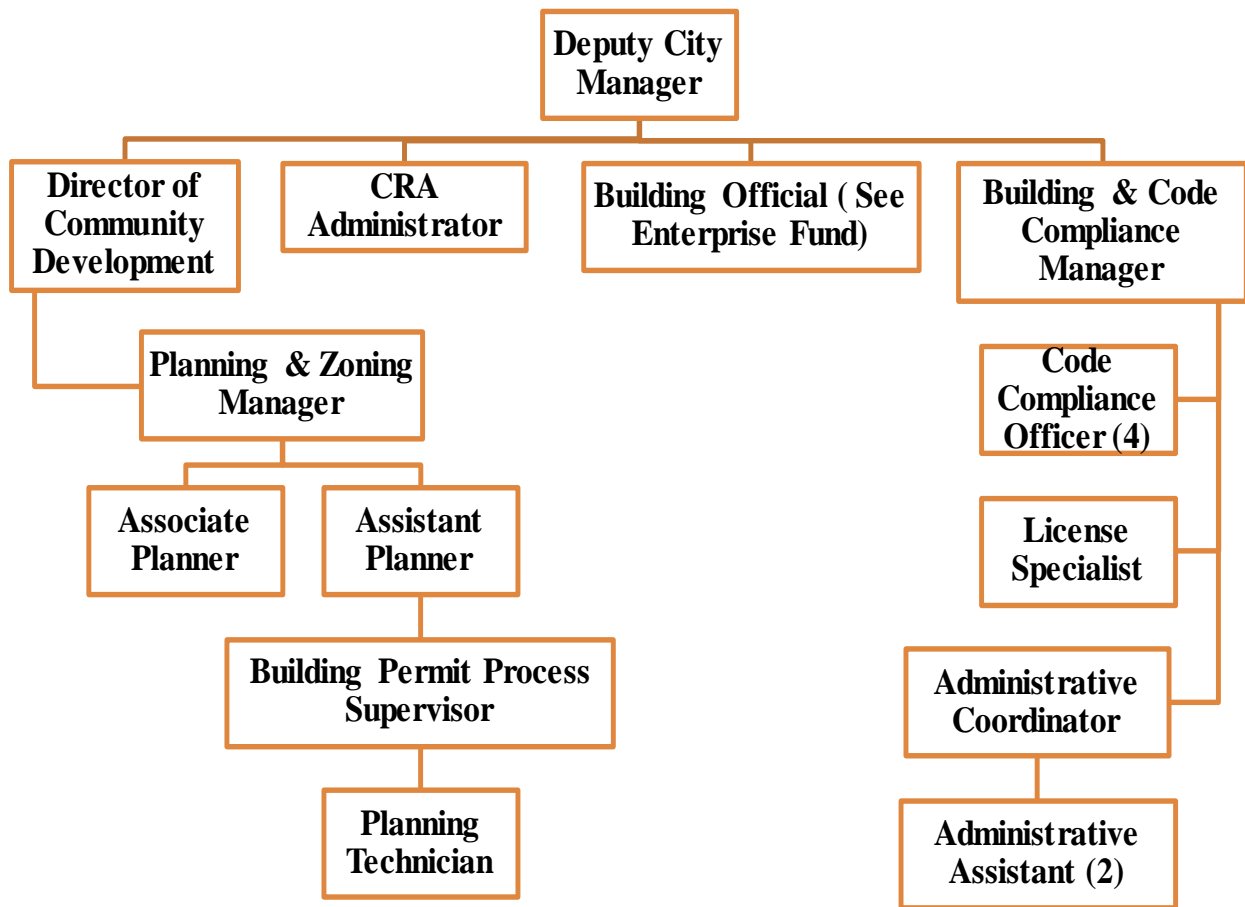 Deputy City
Manager
Director of
Community
Development
CRA
Administrator
Building Official ( See
Enterprise Fund)
Building & Code
Compliance
Manager
Planning & Zoning
Manager
Code
Compliance
Officer (4)
Associate
Planner
Assistant
Planner
License
Specialist
Building Permit Process
Supervisor
Administrative
Coordinator
Planning
Technician
Administrative
Assistant (2)